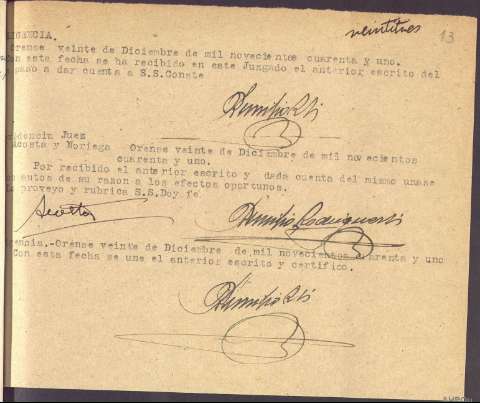 veintitres 13
IGENCIA.
Orense veinte de Diciembre de mil novecientos cuarenta y uno.
Con esta fecha se ha recibido en este Juzgado el anterior escrito del
paso a dar cuenta a S.S.Conste
idencia Juez
Acosta y Noriega Orense veinte de Diciembre de mil novecientos
cuarenta y uno.
Por recibido el anterior escrito y dada cuenta del mismo unase
autos de su razon a los efectos oportunos.
Lo proveyo y rubrica S.S.Doy.fe.
Acosta
igencia.-Orense veinte de Diciembre de mil novecientos cuarenta y uno
Con esta fecha se une el anterior escrito y certifico.